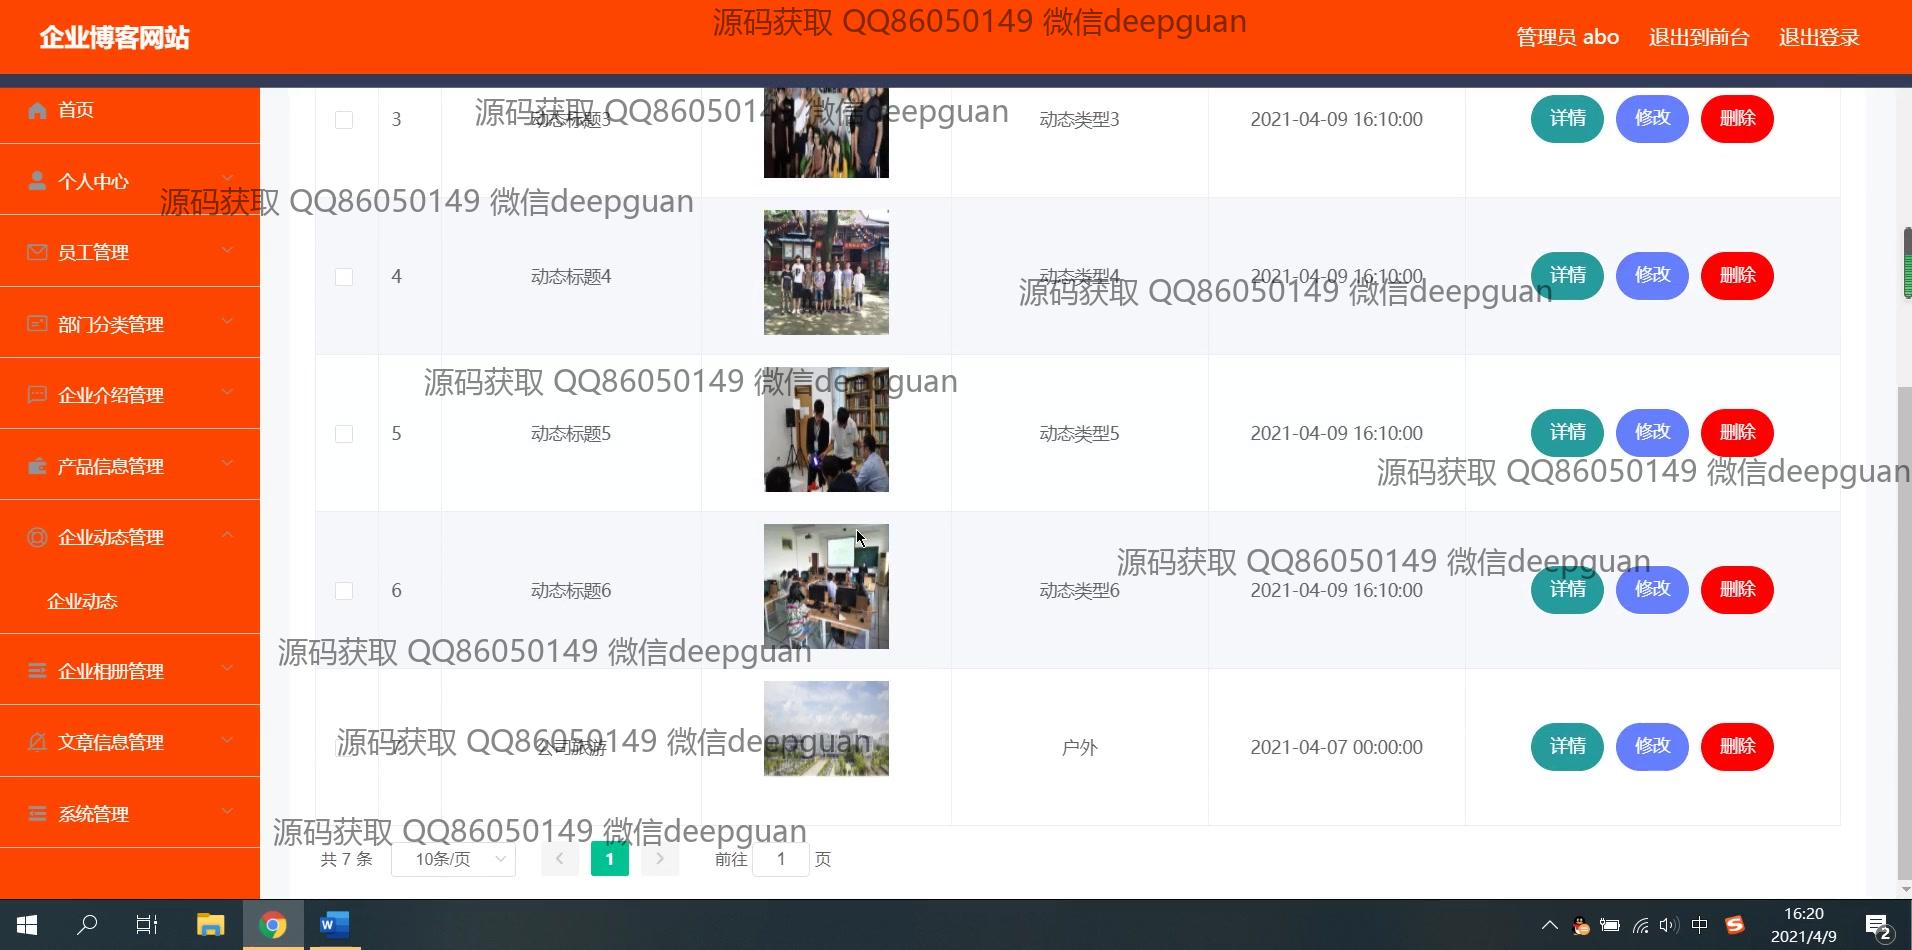 企业博客网站
源码获取 QQ86050149 微信deepguan
管理员 abo
退出到前台
退出登录
首页
个人中心
员工管理
部门分类管理
企业介绍管理
产品信息管理
企业动态管理
企业动态
企业相册管理
文章信息管理
系统管理
源码获取 QQ86050149 微信deepguan
3 动态标题3 动态类型3 2021-04-09 16:10:00 详情 修改 删除
源码获取 QQ86050149 微信deepguan
4 动态标题4 动态类型4 2021-04-09 16:10:00 详情 修改 删除
源码获取 QQ86050149 微信deepguan
源码获取 QQ86050149 微信deepguan
5 动态标题5 动态类型5 2021-04-09 16:10:00 详情 修改 删除
源码获取 QQ86050149 微信deepguan
源码获取 QQ86050149 微信deepguan
6 动态标题6 动态类型6 2021-04-09 16:10:00 详情 修改 删除
源码获取 QQ86050149 微信deepguan
源码获取 QQ86050149 微信deepguan
7 公司旅游 户外 2021-04-07 00:00:00 详情 修改 删除
源码获取 QQ86050149 微信deepguan
共 7 条 10条/页 1 前往 1 页
中
16:20
2021/4/9
2